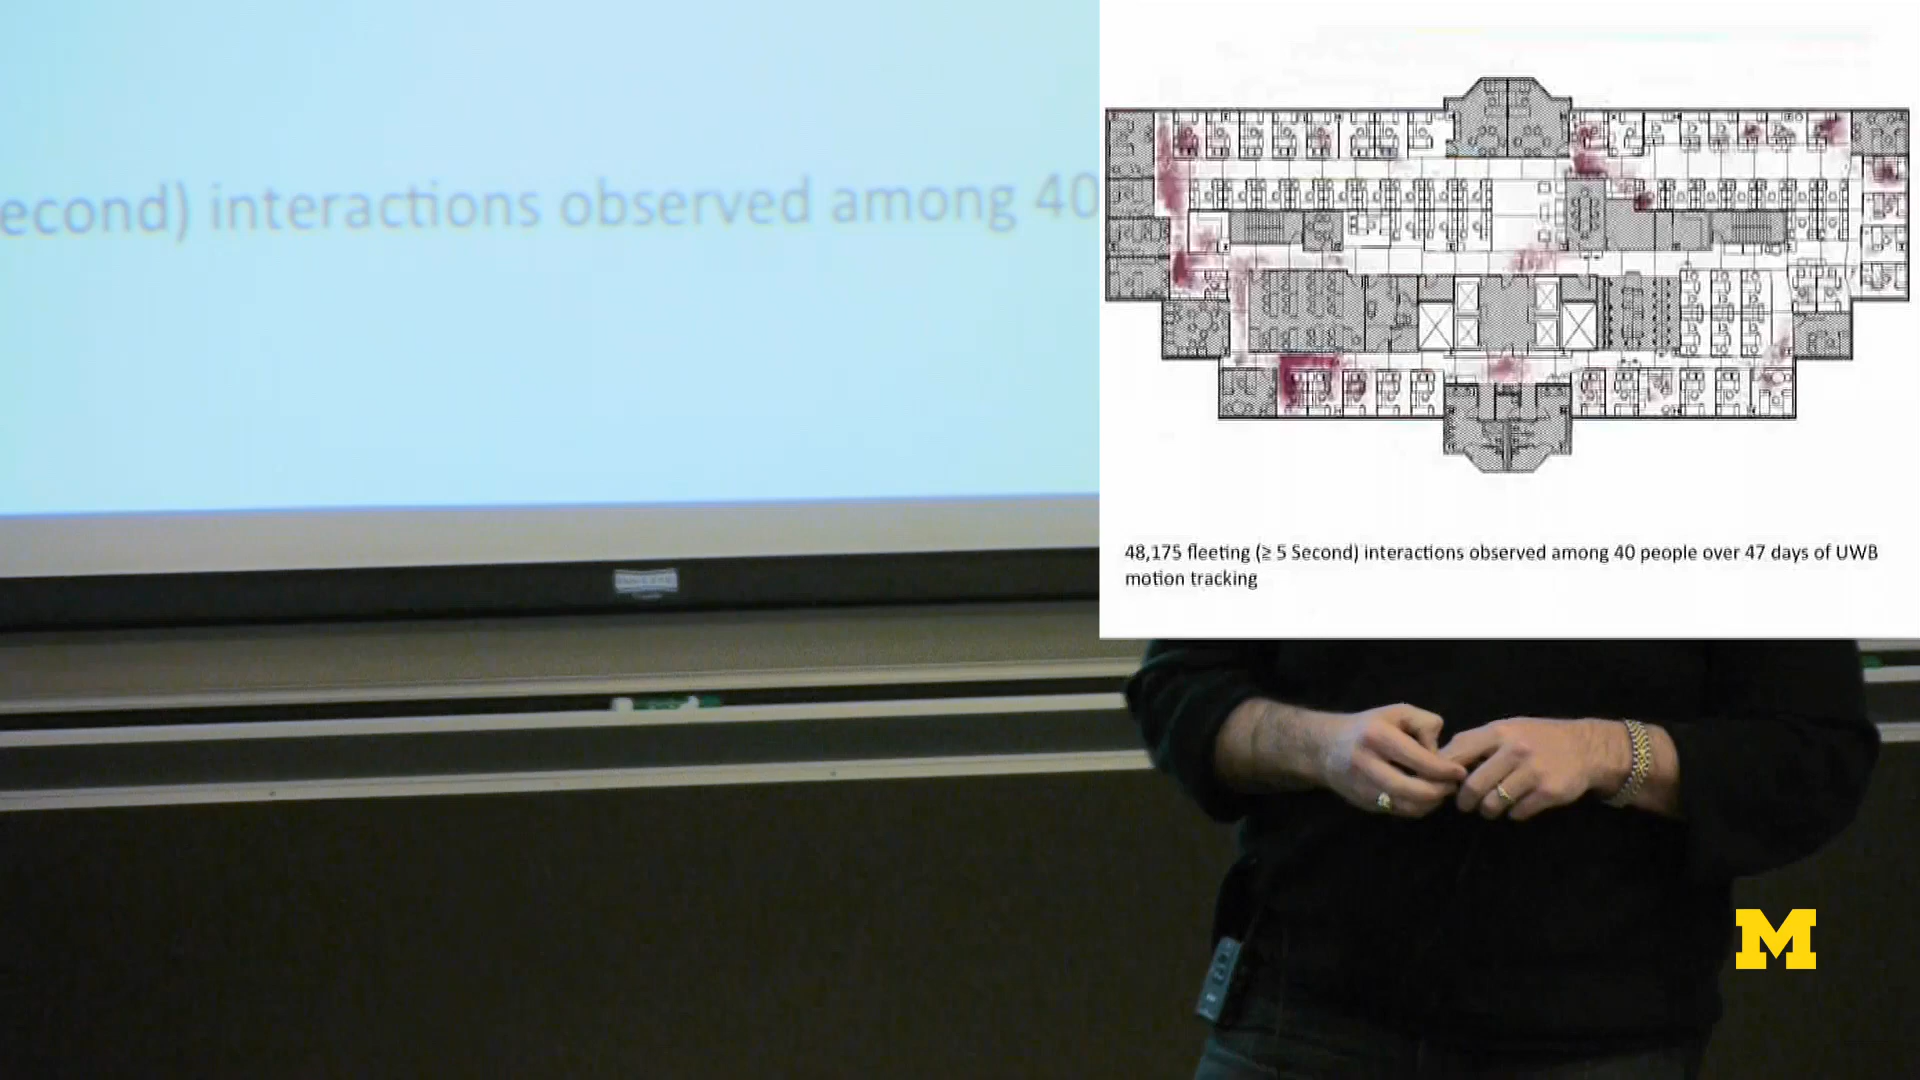 econd) interactions observed among 40
48,175 fleeting (≥ 5 Second) interactions observed among 40 people over 47 days of UWB
motion tracking
M